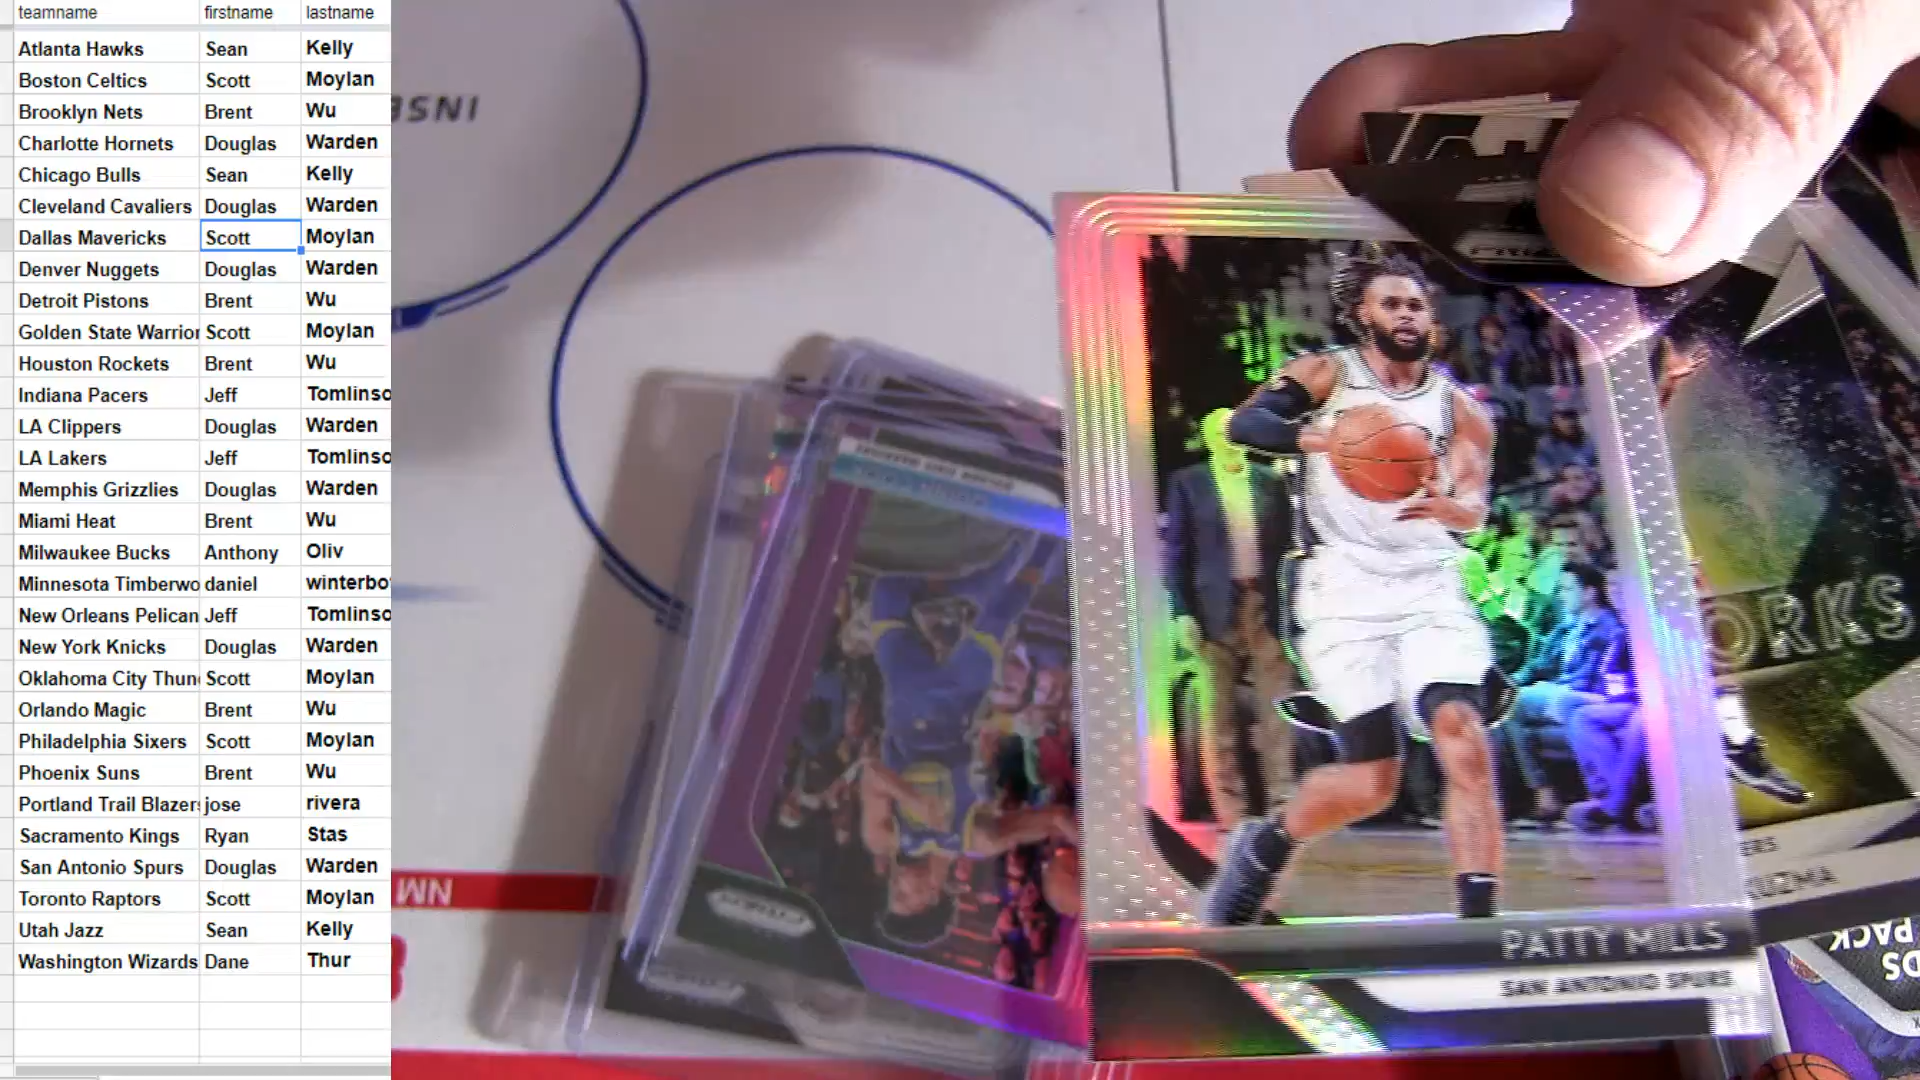 teamname firstname lastname
Atlanta Hawks Sean Kelly
Boston Celtics Scott Moylan
Brooklyn Nets Brent Wu
Charlotte Hornets Douglas Warden
Chicago Bulls Sean Kelly
Cleveland Cavaliers Douglas Warden
Dallas Mavericks Scott Moylan
Denver Nuggets Douglas Warden
Detroit Pistons Brent Wu
Golden State Warrior Scott Moylan
Houston Rockets Brent Wu
Indiana Pacers Jeff Tomlinso
LA Clippers Douglas Warden
LA Lakers Jeff Tomlinso
Memphis Grizzlies Douglas Warden
Miami Heat Brent Wu
Milwaukee Bucks Anthony Oliv
Minnesota Timberwo daniel winterbo
New Orleans Pelican Jeff Tomlinso
New York Knicks Douglas Warden
Oklahoma City Thun Scott Moylan
Orlando Magic Brent Wu
Philadelphia Sixers Scott Moylan
Phoenix Suns Brent Wu
Portland Trail Blazers jose rivera
Sacramento Kings Ryan Stas
San Antonio Spurs Douglas Warden
Toronto Raptors Scott Moylan
Utah Jazz Sean Kelly
Washington Wizards Dane Thur
PATTY MILLS
SAN ANTONIO SPURS
ORKS
ERS
KUZMA
DS
PACK
PRIZM